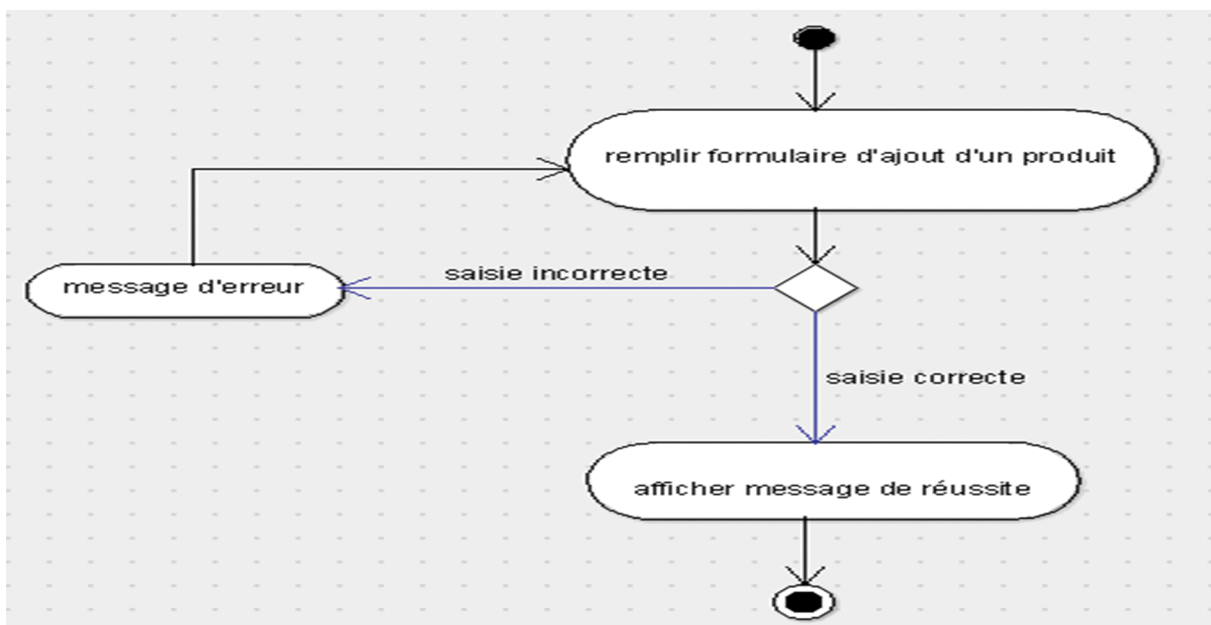 remplir formulaire d'ajout d'un produit
saisie incorrecte
message d'erreur
saisie correcte
afficher message de réussite